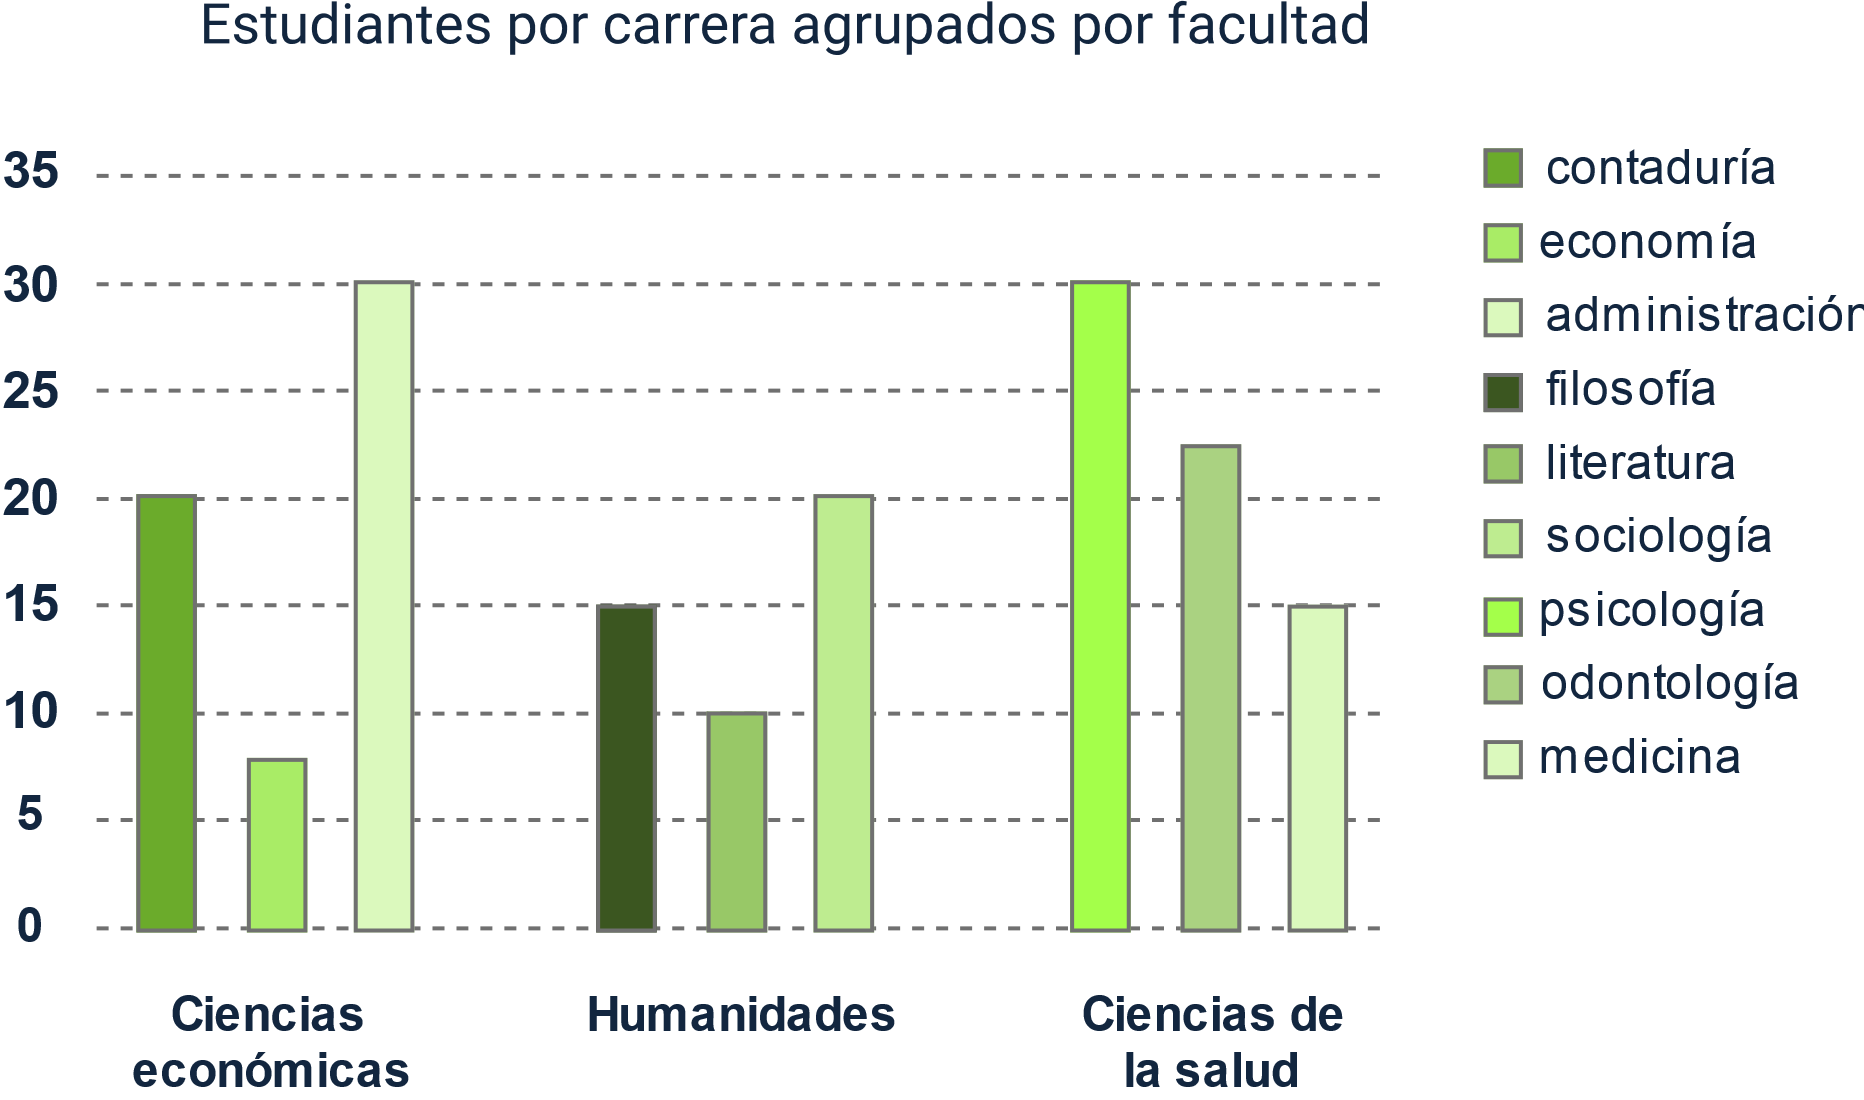 Estudiantes por carrera agrupados por facultad
35
30
25
20
15
10
5
0
Ciencias
económicas
Humanidades
Ciencias de
la salud
contaduría
economía
administración
filosofía
literatura
sociología
psicología
odontología
medicina